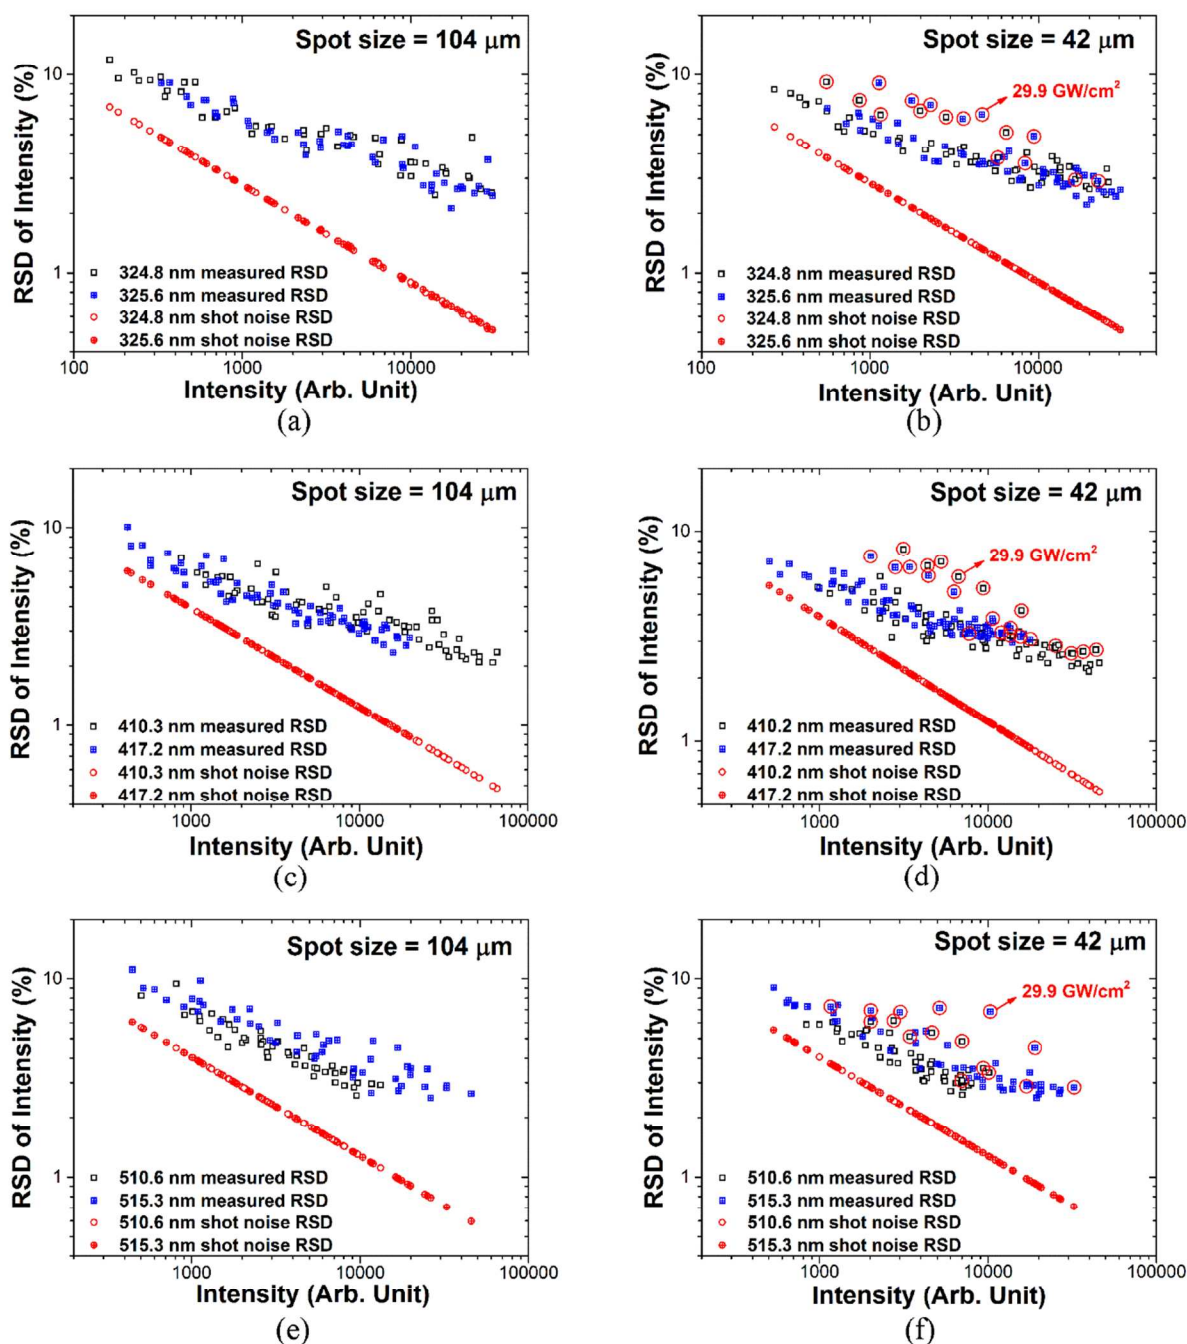 Spot size = 104 μm
RSD of Intensity (%)
10
1
324.8 nm measured RSD
325.6 nm measured RSD
324.8 nm shot noise RSD
325.6 nm shot noise RSD
100 1000 10000
Intensity (Arb. Unit)
(a)
Spot size = 42 μm
RSD of Intensity (%)
10
29.9 GW/cm²
1
324.8 nm measured RSD
325.6 nm measured RSD
324.8 nm shot noise RSD
325.6 nm shot noise RSD
100 1000 10000
Intensity (Arb. Unit)
(b)
Spot size = 104 μm
RSD of Intensity (%)
10
1
410.3 nm measured RSD
417.2 nm measured RSD
410.3 nm shot noise RSD
417.2 nm shot noise RSD
1000 10000 100000
Intensity (Arb. Unit)
(c)
Spot size = 42 μm
RSD of Intensity (%)
10
29.9 GW/cm²
1
410.2 nm measured RSD
417.2 nm measured RSD
410.2 nm shot noise RSD
417.2 nm shot noise RSD
1000 10000 100000
Intensity (Arb. Unit)
(d)
Spot size = 104 μm
RSD of Intensity (%)
10
1
510.6 nm measured RSD
515.3 nm measured RSD
510.6 nm shot noise RSD
515.3 nm shot noise RSD
1000 10000 100000
Intensity (Arb. Unit)
(e)
Spot size = 42 μm
RSD of Intensity (%)
10
29.9 GW/cm²
1
510.6 nm measured RSD
515.3 nm measured RSD
510.6 nm shot noise RSD
515.3 nm shot noise RSD
1000 10000 100000
Intensity (Arb. Unit)
(f)